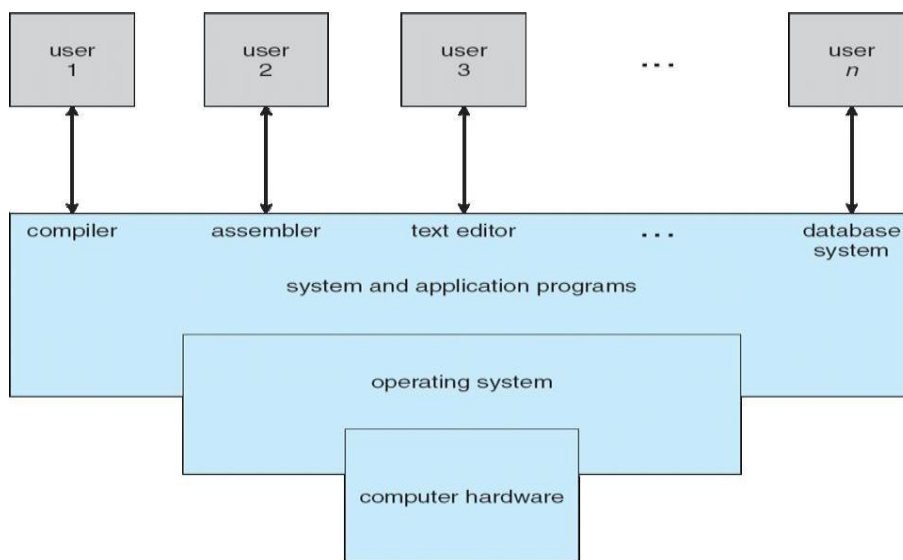 user
1
user
2
user
3
...
user
n
compiler
assembler
text editor
...
database
system
system and application programs
operating system
computer hardware